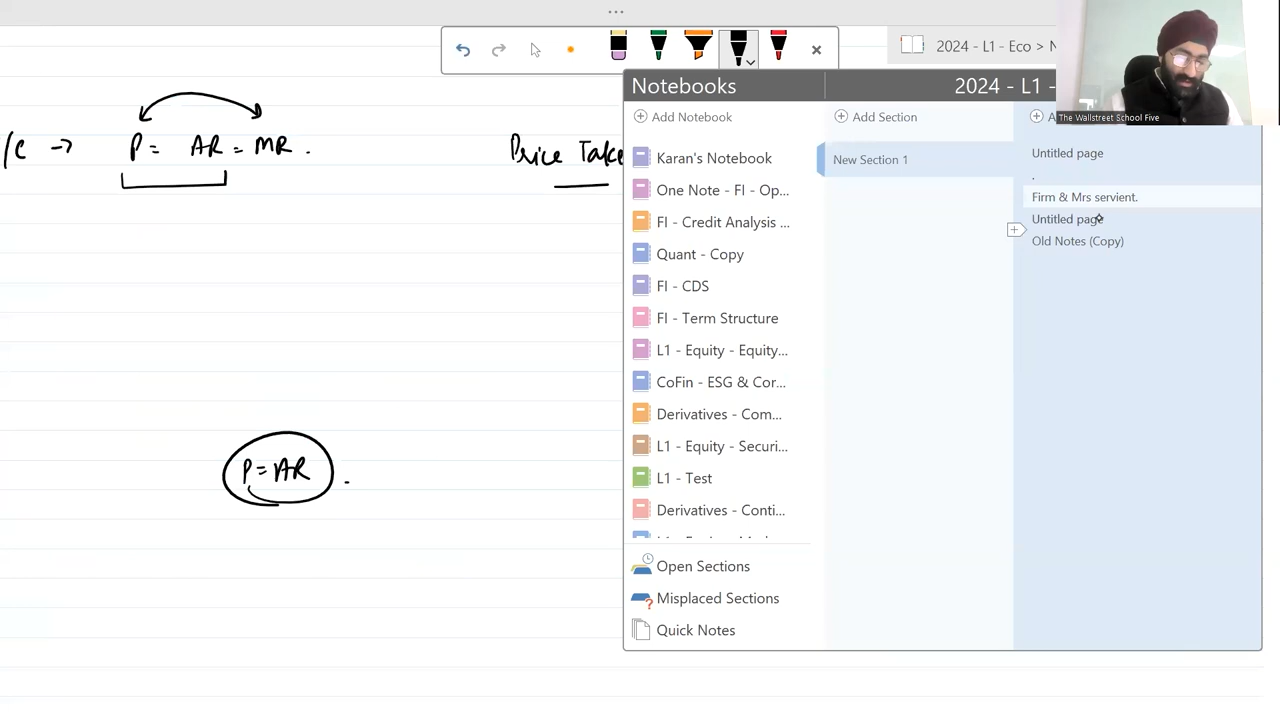 2024 - L1 - Eco > N
/c → P = AR = MR .
Price Take
P = AR .
Notebooks
2024 - L1 -
Add Notebook
Add Section
A
The Wallstreet School Five
Karan's Notebook
One Note - FI - Op...
FI - Credit Analysis ...
Quant - Copy
FI - CDS
FI - Term Structure
L1 - Equity - Equity...
CoFin - ESG & Cor...
Derivatives - Com...
L1 - Equity - Securi...
L1 - Test
Derivatives - Conti...
Open Sections
Misplaced Sections
Quick Notes
New Section 1
Untitled page
.
Firm & Mrs servient.
Untitled page
Old Notes (Copy)